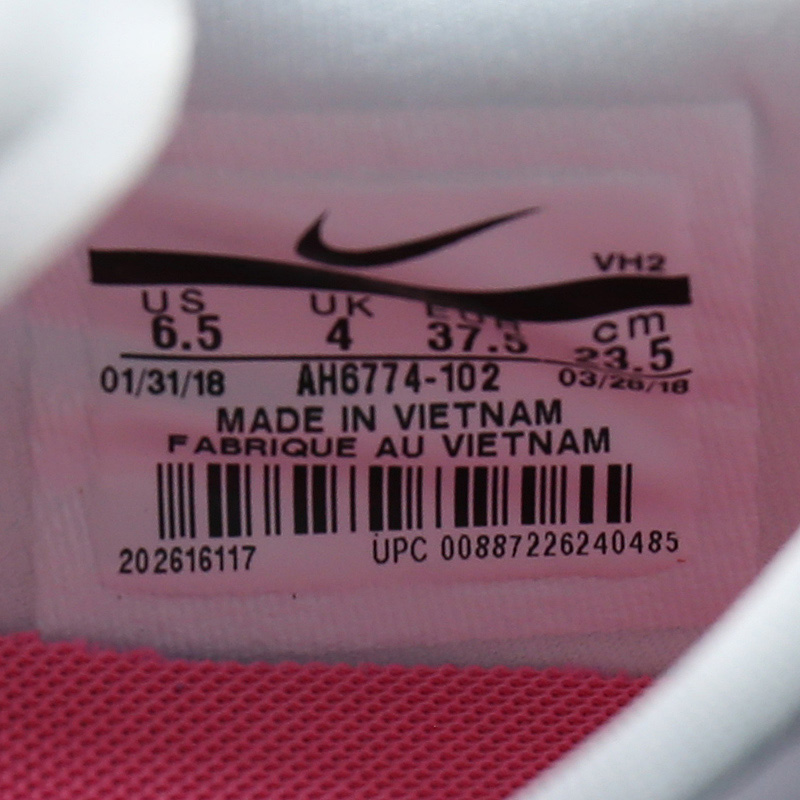 VH2
US UK EUR cm
6.5 4 37.5 23.5
01/31/18 AH6774-102 03/28/18
MADE IN VIETNAM
FABRIQUE AU VIETNAM
202616117 UPC 00887226240485